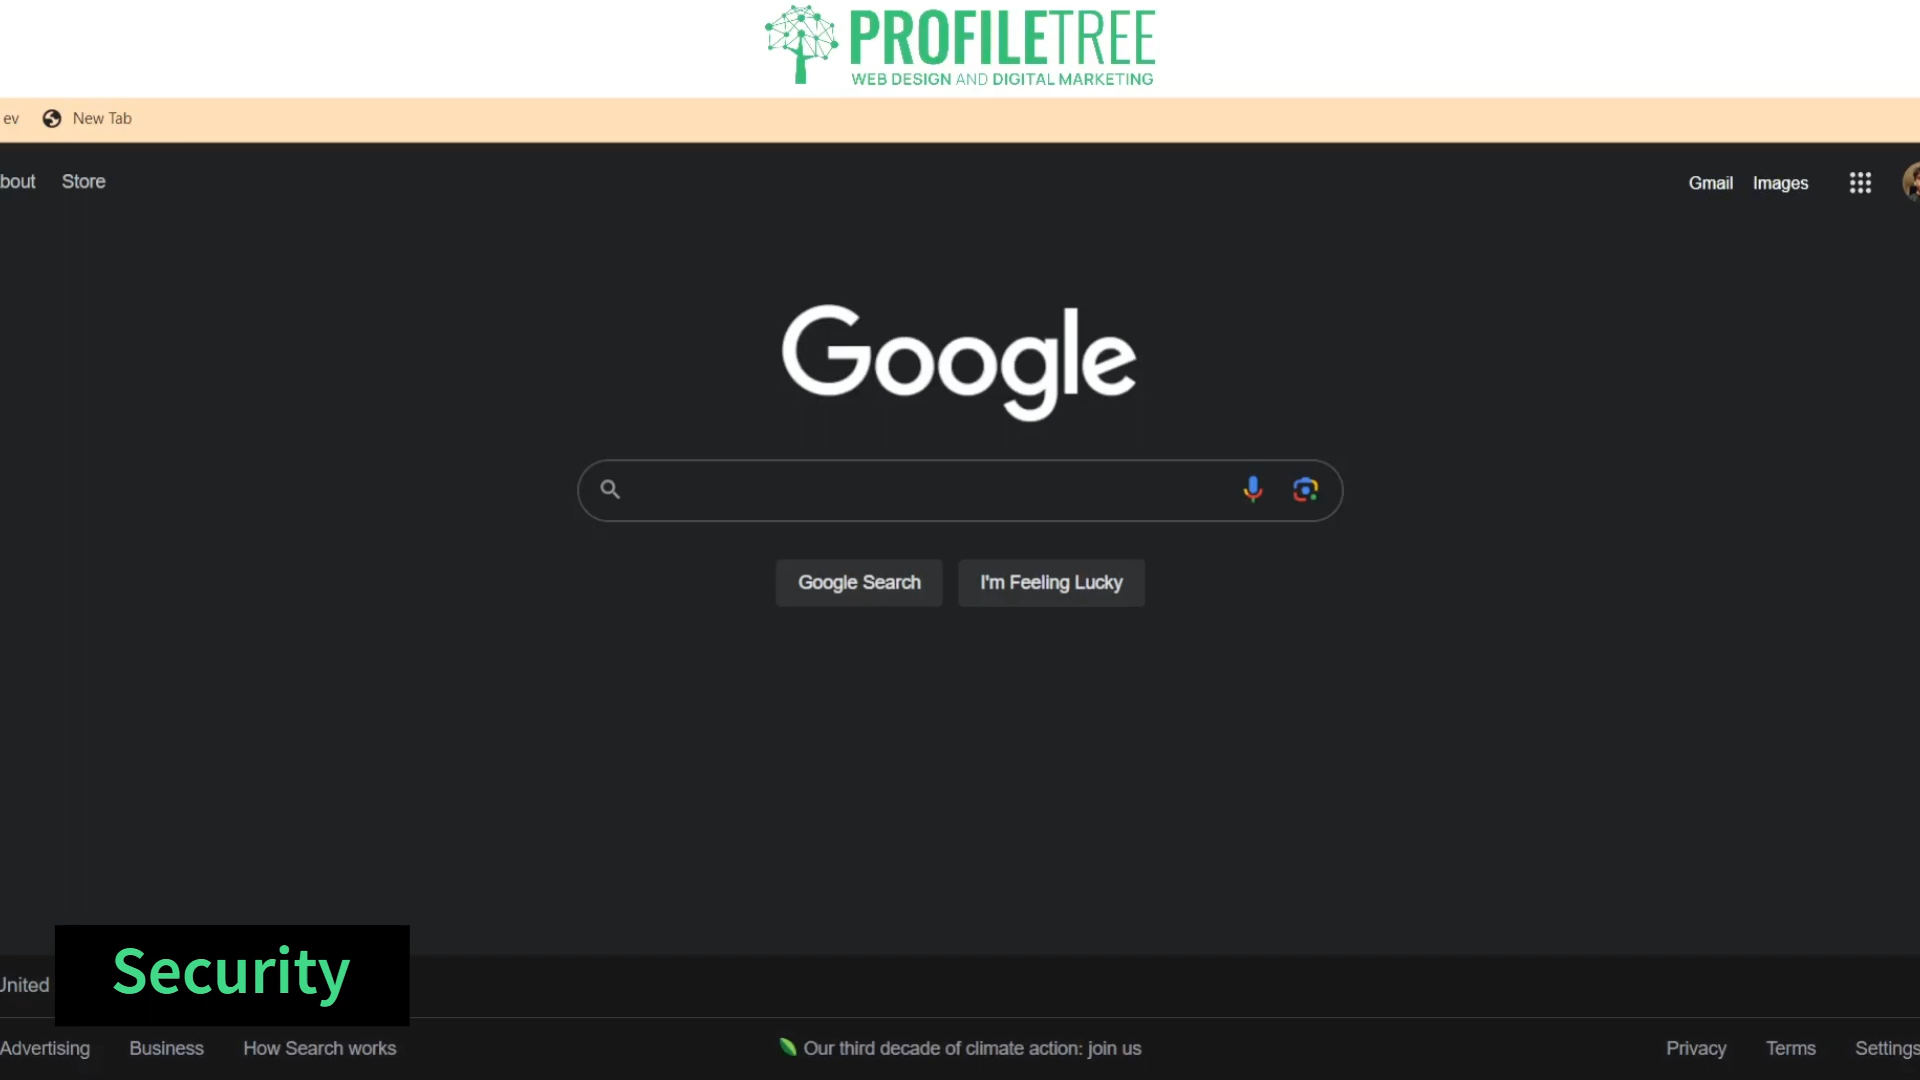 PROFILETREE
WEB DESIGN AND DIGITAL MARKETING
ev New Tab
bout Store Gmail Images
Google
Google Search I'm Feeling Lucky
Security
United
Advertising Business How Search works Our third decade of climate action: join us Privacy Terms Settings